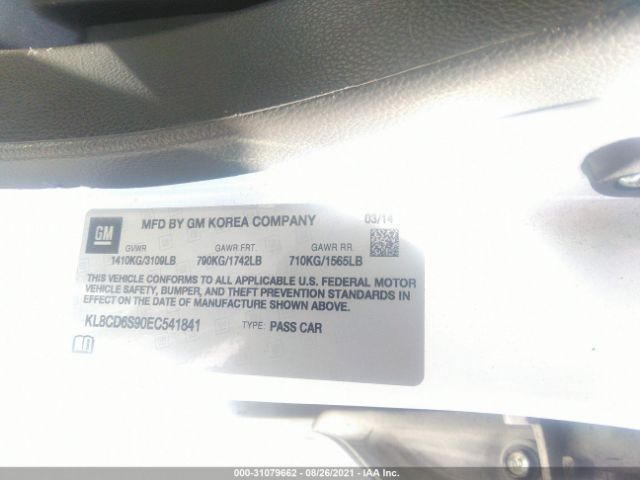 GM
MFD BY GM KOREA COMPANY 03/14
GVWR GAWR FRT. GAWR RR.
1410KG/3109LB 790KG/1742LB 710KG/1565LB
THIS VEHICLE CONFORMS TO ALL APPLICABLE U.S. FEDERAL MOTOR
VEHICLE SAFETY, BUMPER, AND THEFT PREVENTION STANDARDS IN
EFFECT ON THE DATE OF MANUFACTURE SHOWN ABOVE.
KL8CD6S90EC541841 TYPE: PASS CAR
000-31079662 - 08/26/2021 - IAA Inc.